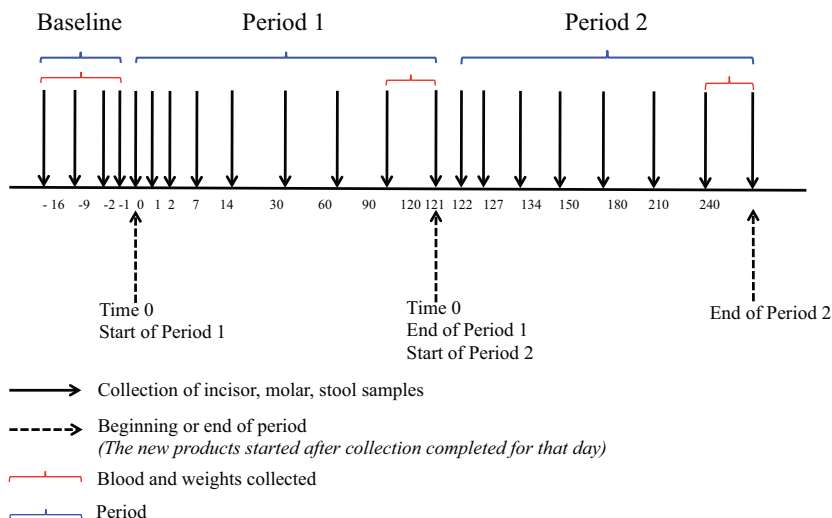 Baseline Period 1 Period 2
- 16 -9 -2 -1 0 1 2 7 14 30 60 90 120 121 122 127 134 150 180 210 240
Time 0
Start of Period 1
Time 0
End of Period 1
Start of Period 2
End of Period 2
Collection of incisor, molar, stool samples
Beginning or end of period
(The new products started after collection completed for that day)
Blood and weights collected
Period